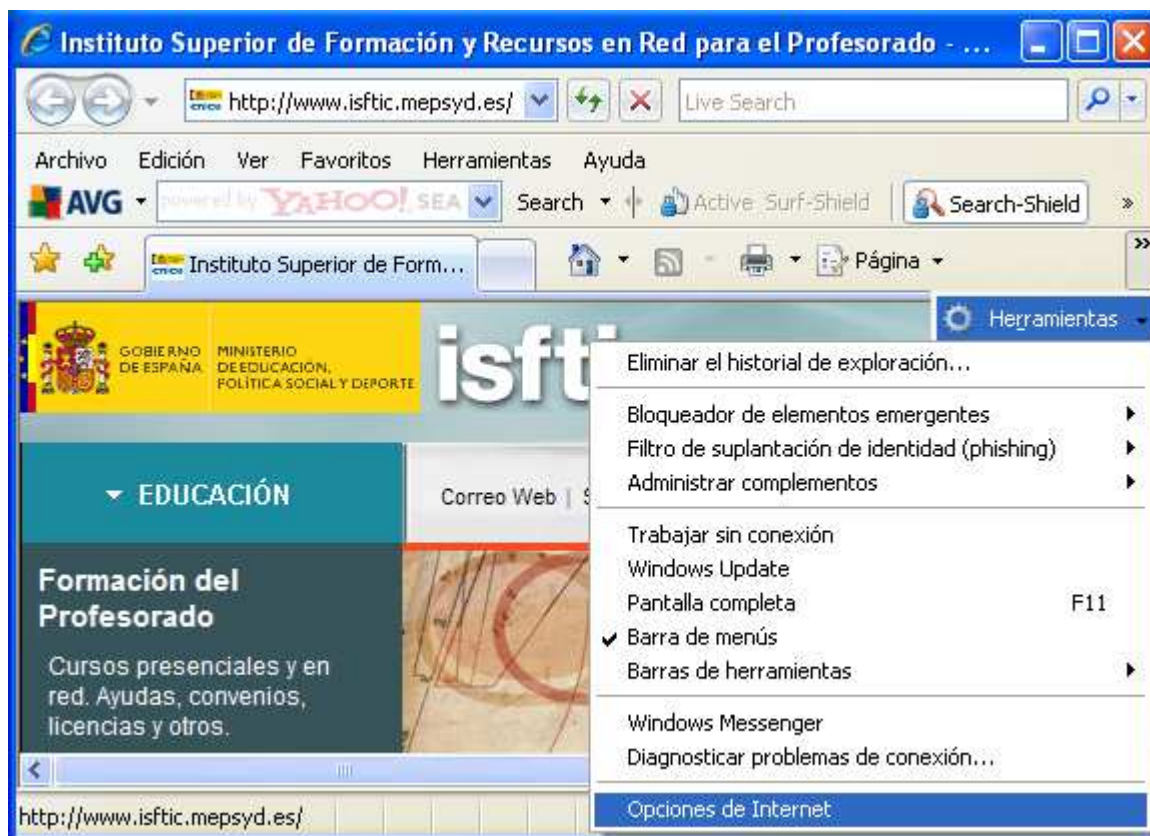 Instituto Superior de Formación y Recursos en Red para el Profesorado - ...
http://www.isftic.mepsyd.es/
Live Search
Archivo Edición Ver Favoritos Herramientas Ayuda
AVG powered by YAHOO! SEA Search Active Surf-Shield Search-Shield »
Instituto Superior de Form... Página »
Herramientas
GOBIERNO DE ESPAÑA
MINISTERIO DE EDUCACIÓN, POLÍTICA SOCIAL Y DEPORTE
isfti
EDUCACIÓN
Correo Web |
Formación del
Profesorado
Cursos presenciales y en
red. Ayudas, convenios,
licencias y otros.
Eliminar el historial de exploración...
Bloqueador de elementos emergentes
Filtro de suplantación de identidad (phishing)
Administrar complementos
Trabajar sin conexión
Windows Update
Pantalla completa F11
Barra de menús
Barras de herramientas
Windows Messenger
Diagnosticar problemas de conexión...
Opciones de Internet
http://www.isftic.mepsyd.es/